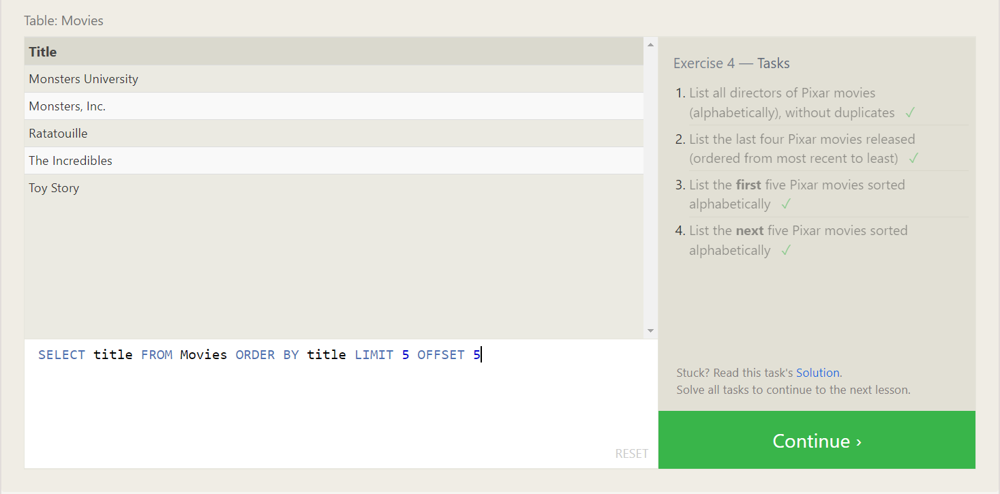 Table: Movies
Title
Monsters University
Monsters, Inc.
Ratatouille
The Incredibles
Toy Story
SELECT title FROM Movies ORDER BY title LIMIT 5 OFFSET 5
RESET
Exercise 4 — Tasks
1. List all directors of Pixar movies
(alphabetically), without duplicates ✓
2. List the last four Pixar movies released
(ordered from most recent to least) ✓
3. List the first five Pixar movies sorted
alphabetically ✓
4. List the next five Pixar movies sorted
alphabetically ✓
Stuck? Read this task's Solution.
Solve all tasks to continue to the next lesson.
Continue ›